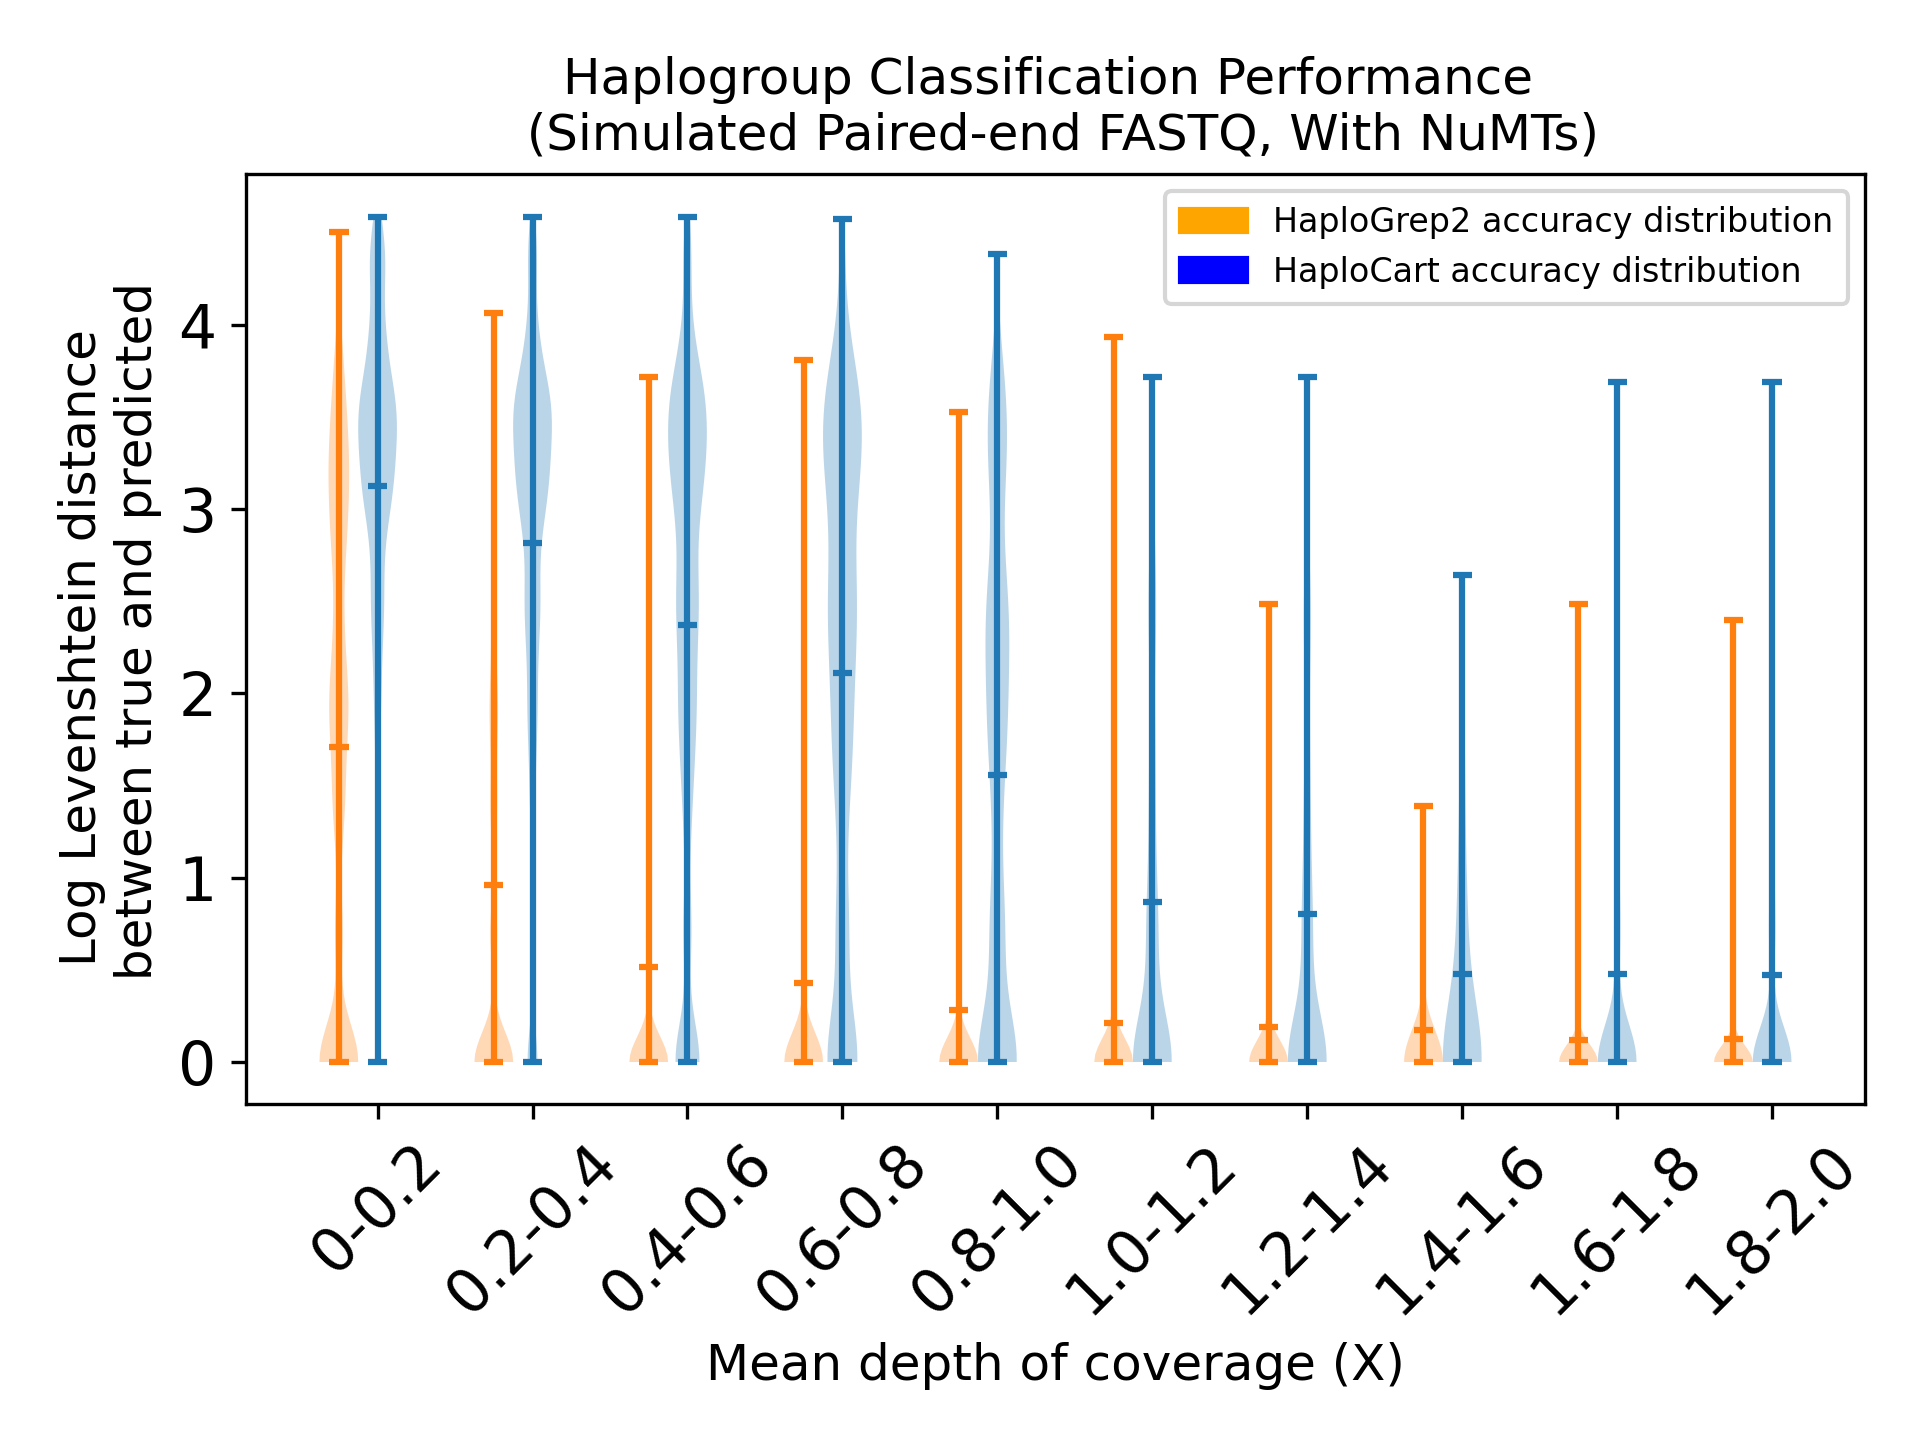 Haplogroup Classification Performance
(Simulated Paired-end FASTQ, With NuMTs)
HaploGrep2 accuracy distribution
HaploCart accuracy distribution
Log Levenshtein distance
between true and predicted
4
3
2
1
0
0-0.2
0.2-0.4
0.4-0.6
0.6-0.8
0.8-1.0
1.0-1.2
1.2-1.4
1.4-1.6
1.6-1.8
1.8-2.0
Mean depth of coverage (X)